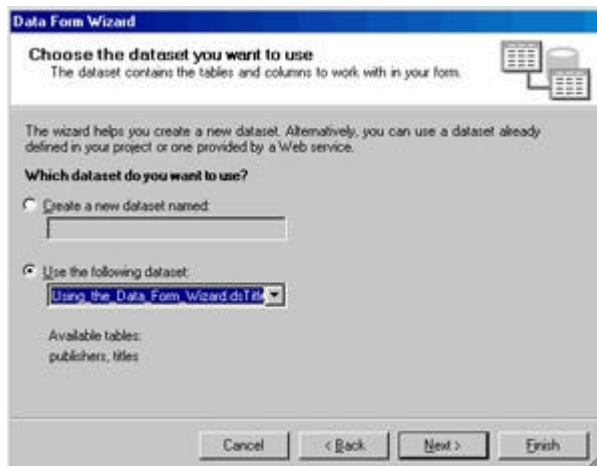 Data Form Wizard
Choose the dataset you want to use
The dataset contains the tables and columns to work with in your form.
The wizard helps you create a new dataset. Alternatively, you can use a dataset already
defined in your project or one provided by a Web service.
Which dataset do you want to use?
Create a new dataset named:
Use the following dataset:
Using_the_Data_Form_Wizard.dsTitle
Available tables:
publishers, titles
Cancel
< Back
Next >
Finish